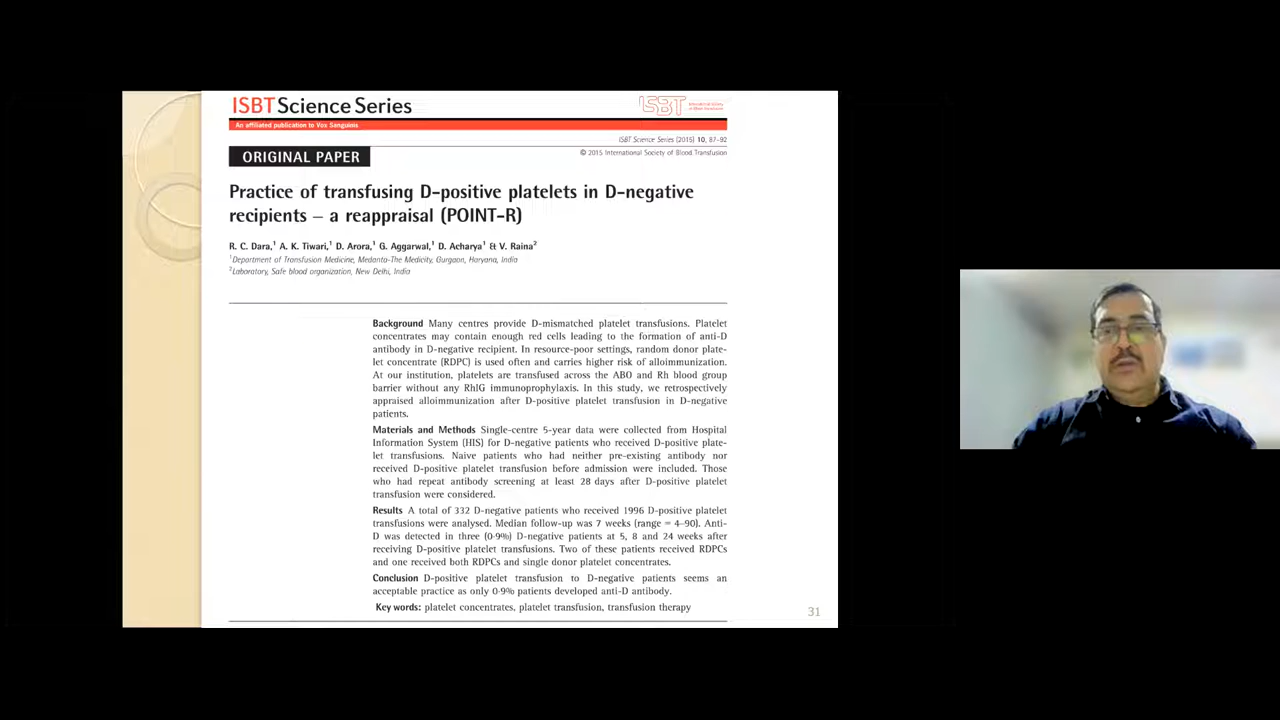 ISBT Science Series
ISBT
An affiliated publication to Vox Sanguinis
ISBT Science Series (2015) 10, 87–92
ORIGINAL PAPER
© 2015 International Society of Blood Transfusion
Practice of transfusing D-positive platelets in D-negative
recipients – a reappraisal (POINT-R)
R. C. Dara,1 A. K. Tiwari,1 D. Arora,1 G. Aggarwal,1 D. Acharya1 & V. Raina2
1Department of Transfusion Medicine, Medanta-The Medicity, Gurgaon, Haryana, India
2Laboratory, Safe blood organization, New Delhi, India
Background Many centres provide D-mismatched platelet transfusions. Platelet
concentrates may contain enough red cells leading to the formation of anti-D
antibody in D-negative recipient. In resource-poor settings, random donor plate-
let concentrate (RDPC) is used often and carries higher risk of alloimmunization.
At our institution, platelets are transfused across the ABO and Rh blood group
barrier without any RhIG immunoprophylaxis. In this study, we retrospectively
appraised alloimmunization after D-positive platelet transfusion in D-negative
patients.
Materials and Methods Single-centre 5-year data were collected from Hospital
Information System (HIS) for D-negative patients who received D-positive plate-
let transfusions. Naive patients who had neither pre-existing antibody nor
received D-positive platelet transfusion before admission were included. Those
who had repeat antibody screening at least 28 days after D-positive platelet
transfusion were considered.
Results A total of 332 D-negative patients who received 1996 D-positive platelet
transfusions were analysed. Median follow-up was 7 weeks (range = 4–90). Anti-
D was detected in three (0·9%) D-negative patients at 5, 8 and 24 weeks after
receiving D-positive platelet transfusions. Two of these patients received RDPCs
and one received both RDPCs and single donor platelet concentrates.
Conclusion D-positive platelet transfusion to D-negative patients seems an
acceptable practice as only 0·9% patients developed anti-D antibody.
Key words: platelet concentrates, platelet transfusion, transfusion therapy
31